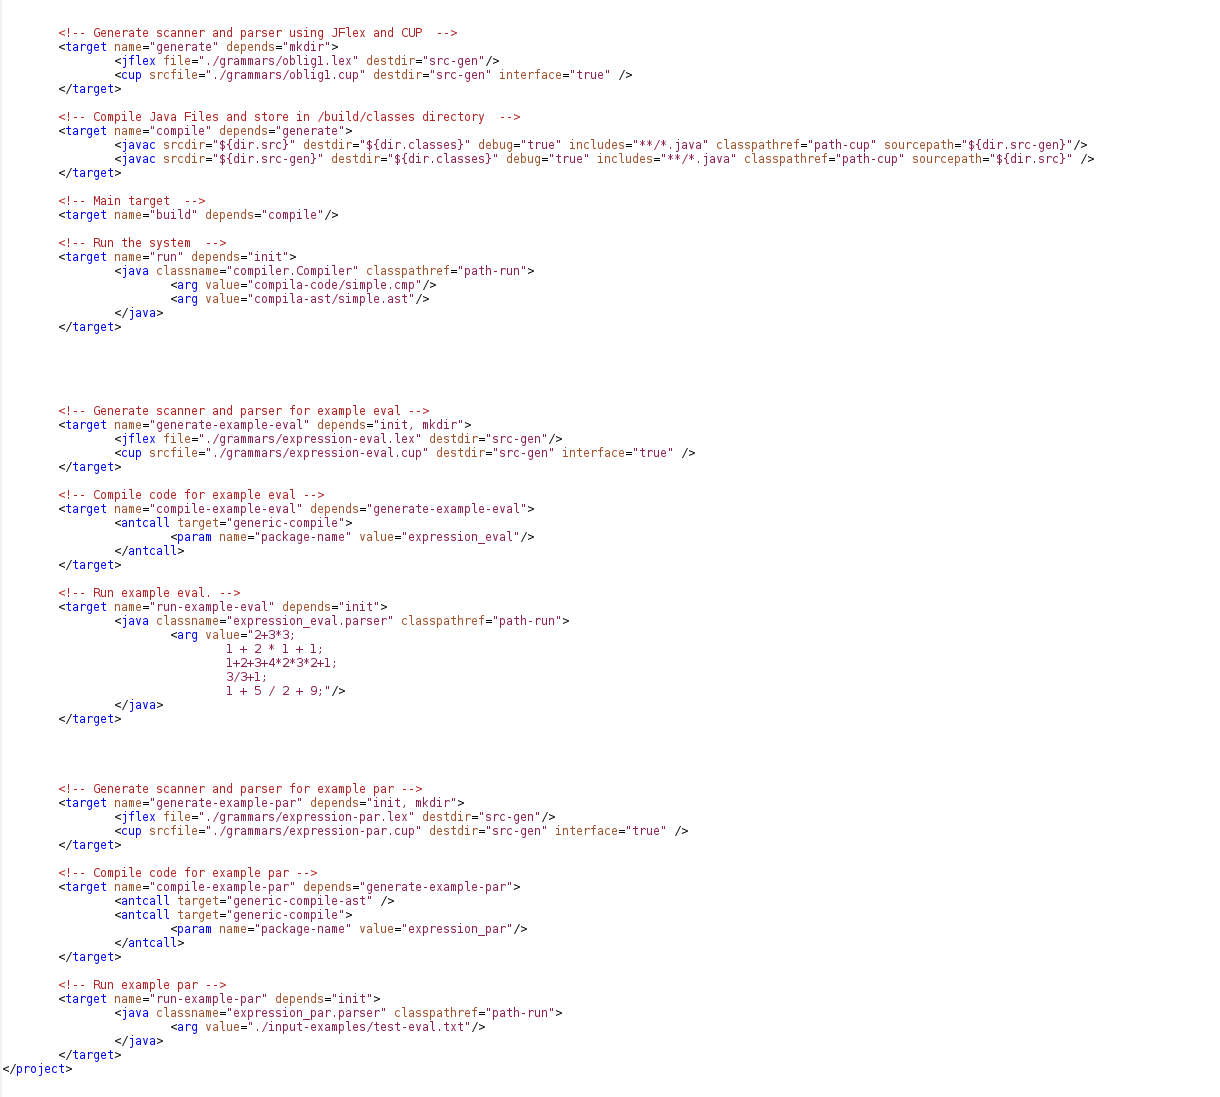 <!-- Generate scanner and parser using JFlex and CUP  -->
<target name="generate" depends="mkdir">
<jflex file="./grammars/oblig1.lex" destdir="src-gen"/>
<cup srcfile="./grammars/oblig1.cup" destdir="src-gen" interface="true" />
</target>
<!-- Compile Java Files and store in /build/classes directory  -->
<target name="compile" depends="generate">
<javac srcdir="${dir.src}" destdir="${dir.classes}" debug="true" includes="**/*.java" classpathref="path-cup" sourcepath="${dir.src-gen}"/>
<javac srcdir="${dir.src-gen}" destdir="${dir.classes}" debug="true" includes="**/*.java" classpathref="path-cup" sourcepath="${dir.src}" />
</target>
<!-- Main target  -->
<target name="build" depends="compile"/>
<!-- Run the system  -->
<target name="run" depends="init">
<java classname="compiler.Compiler" classpathref="path-run">
<arg value="compila-code/simple.cmp"/>
<arg value="compila-ast/simple.ast"/>
</java>
</target>
<!-- Generate scanner and parser for example eval -->
<target name="generate-example-eval" depends="init, mkdir">
<jflex file="./grammars/expression-eval.lex" destdir="src-gen"/>
<cup srcfile="./grammars/expression-eval.cup" destdir="src-gen" interface="true" />
</target>
<!-- Compile code for example eval -->
<target name="compile-example-eval" depends="generate-example-eval">
<antcall target="generic-compile">
<param name="package-name" value="expression_eval"/>
</antcall>
</target>
<!-- Run example eval. -->
<target name="run-example-eval" depends="init">
<java classname="expression_eval.parser" classpathref="path-run">
<arg value="2+3*3;
1 + 2 * 1 + 1;
1+2+3+4*2*3*2+1;
3/3+1;
1 + 5 / 2 + 9;"/>
</java>
</target>
<!-- Generate scanner and parser for example par -->
<target name="generate-example-par" depends="init, mkdir">
<jflex file="./grammars/expression-par.lex" destdir="src-gen"/>
<cup srcfile="./grammars/expression-par.cup" destdir="src-gen" interface="true" />
</target>
<!-- Compile code for example par -->
<target name="compile-example-par" depends="generate-example-par">
<antcall target="generic-compile-ast" />
<antcall target="generic-compile">
<param name="package-name" value="expression_par"/>
</antcall>
</target>
<!-- Run example par -->
<target name="run-example-par" depends="init">
<java classname="expression_par.parser" classpathref="path-run">
<arg value="./input-examples/test-eval.txt"/>
</java>
</target>
</project>